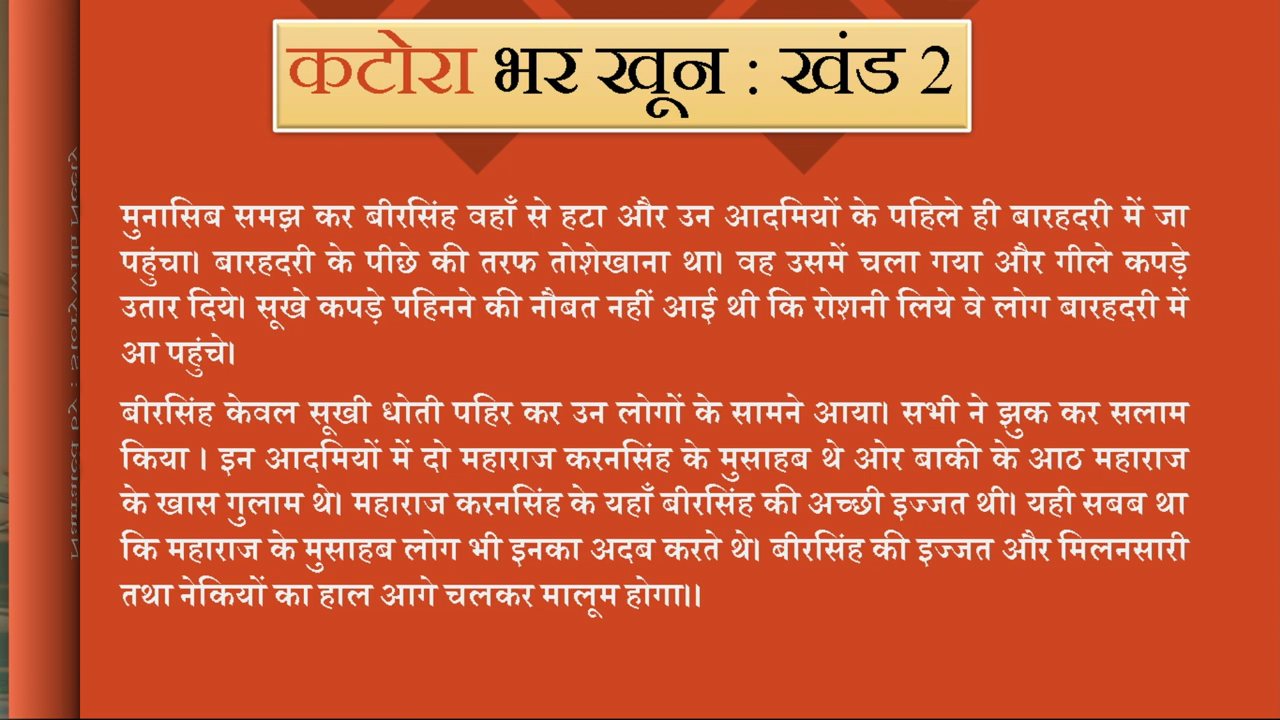 कटोरा भर खून : खंड 2
मुनासिब समझ कर बीरसिंह वहाँ से हटा और उन आदमियों के पहिले ही बारहदरी में जा
पहुंचा। बारहदरी के पीछे की तरफ तोशेखाना था। वह उसमें चला गया और गीले कपड़े
उतार दिये। सूखे कपड़े पहिनने की नौबत नहीं आई थी कि रोशनी लिये वे लोग बारहदरी में
आ पहुंचे।
बीरसिंह केवल सूखी धोती पहिर कर उन लोगों के सामने आया। सभी ने झुक कर सलाम
किया । इन आदमियों में दो महाराज करनसिंह के मुसाहब थे ओर बाकी के आठ महाराज
के खास गुलाम थे। महाराज करनसिंह के यहाँ बीरसिंह की अच्छी इज्जत थी। यही सबब था
कि महाराज के मुसाहब लोग भी इनका अदब करते थे। बीरसिंह की इज्जत और मिलनसारी
तथा नेकियों का हाल आगे चलकर मालूम होगा।।